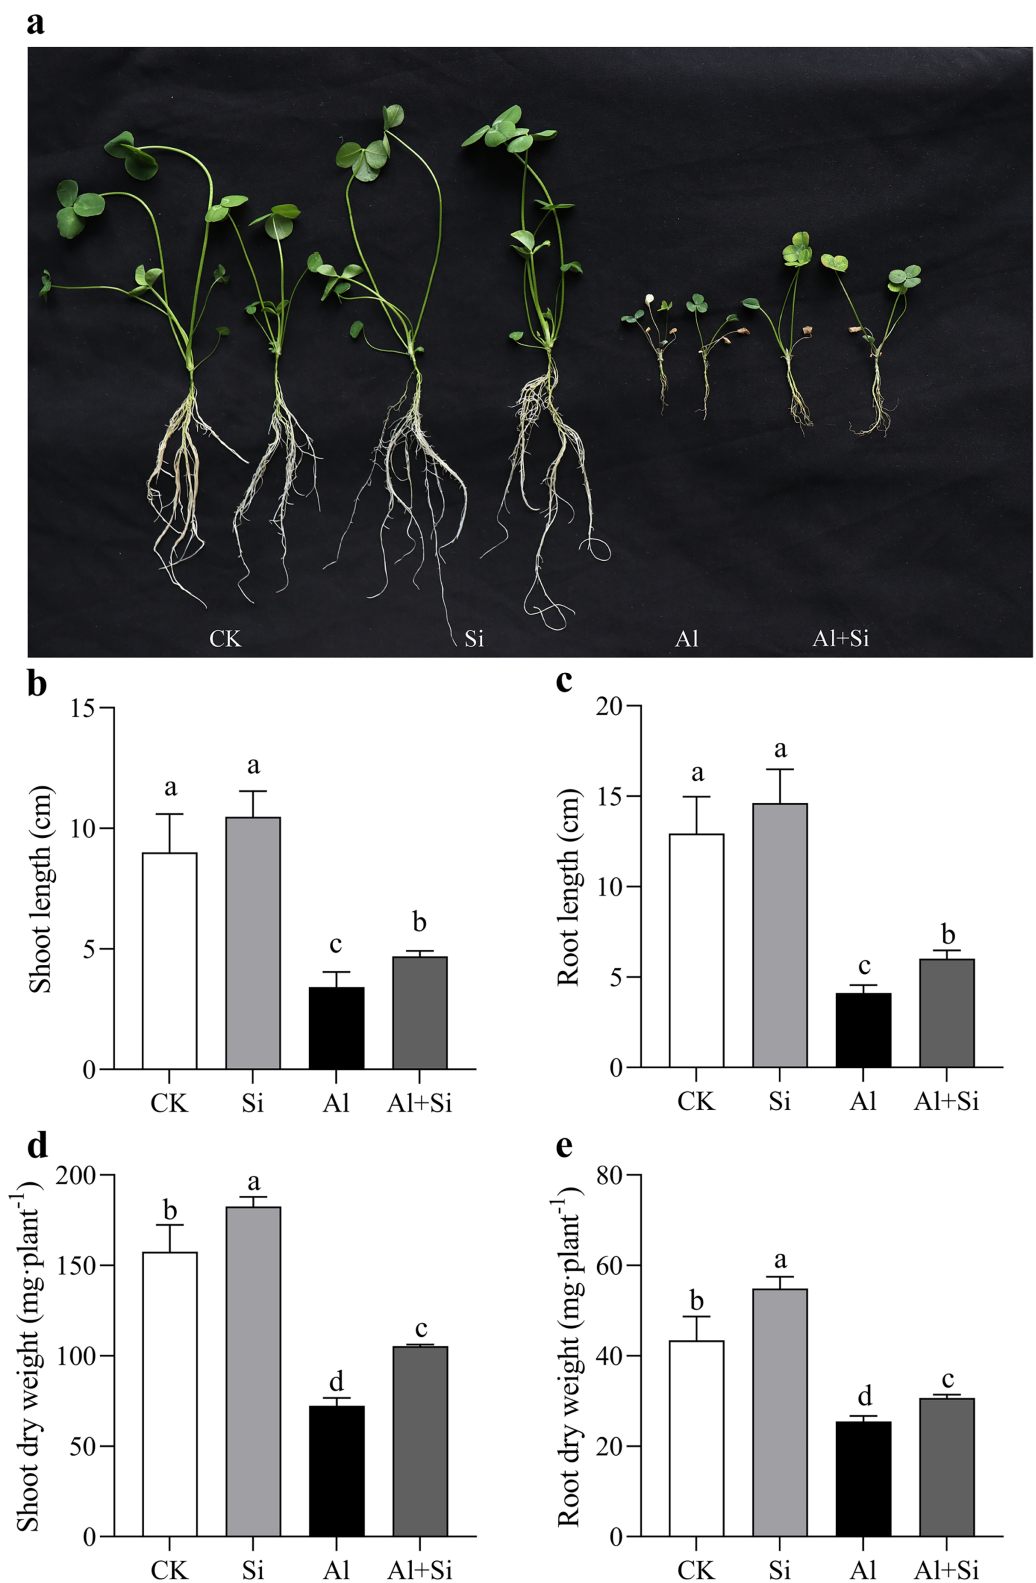 a
CK Si Al Al+Si
b
Shoot length (cm)
15
10
5
0
a
a
c
b
CK Si Al Al+Si
c
Root length (cm)
20
15
10
5
0
a
a
c
b
CK Si Al Al+Si
d
Shoot dry weight (mg·plant⁻¹)
200
150
100
50
0
b
a
d
c
CK Si Al Al+Si
e
Root dry weight (mg·plant⁻¹)
80
60
40
20
0
b
a
d
c
CK Si Al Al+Si